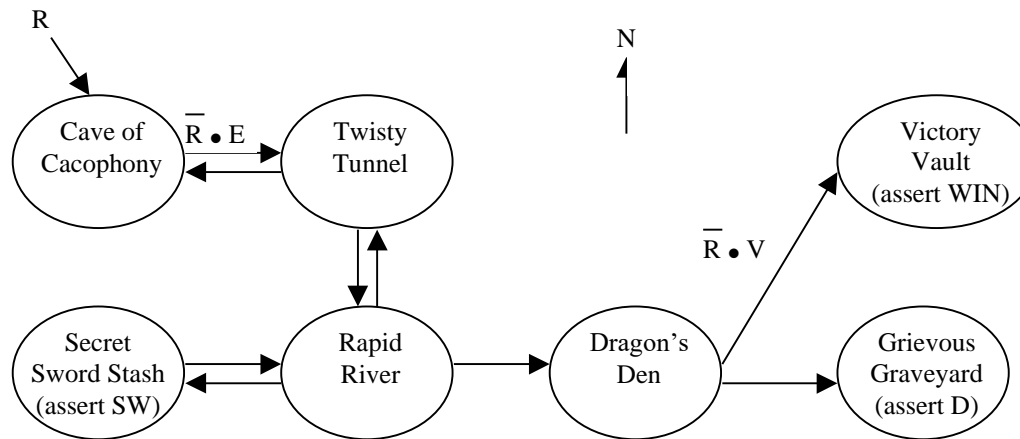 R
N
Cave of
Cacophony
R̅ • E
Twisty
Tunnel
Victory
Vault
(assert WIN)
R̅ • V
Secret
Sword Stash
(assert SW)
Rapid
River
Dragon's
Den
Grievous
Graveyard
(assert D)